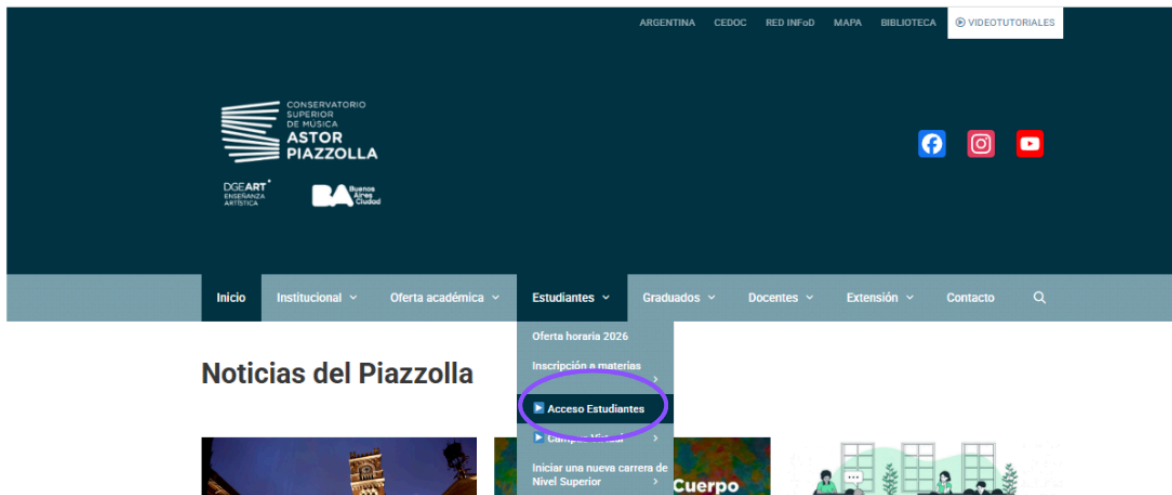 ARGENTINA CEDOC RED INFoD MAPA BIBLIOTECA VIDEOTUTORIALES
CONSERVATORIO
SUPERIOR
DE MÚSICA
ASTOR
PIAZZOLLA
DGEART
ENSEÑANZA
ARTÍSTICA
BA Buenos
Aires
Ciudad
Inicio Institucional Oferta académica Estudiantes Graduados Docentes Extensión Contacto
Oferta horaria 2026
Inscripción a materias
Acceso Estudiantes
Campus Virtual
Iniciar una nueva carrera de
Nivel Superior
Noticias del Piazzolla
Cuerpo